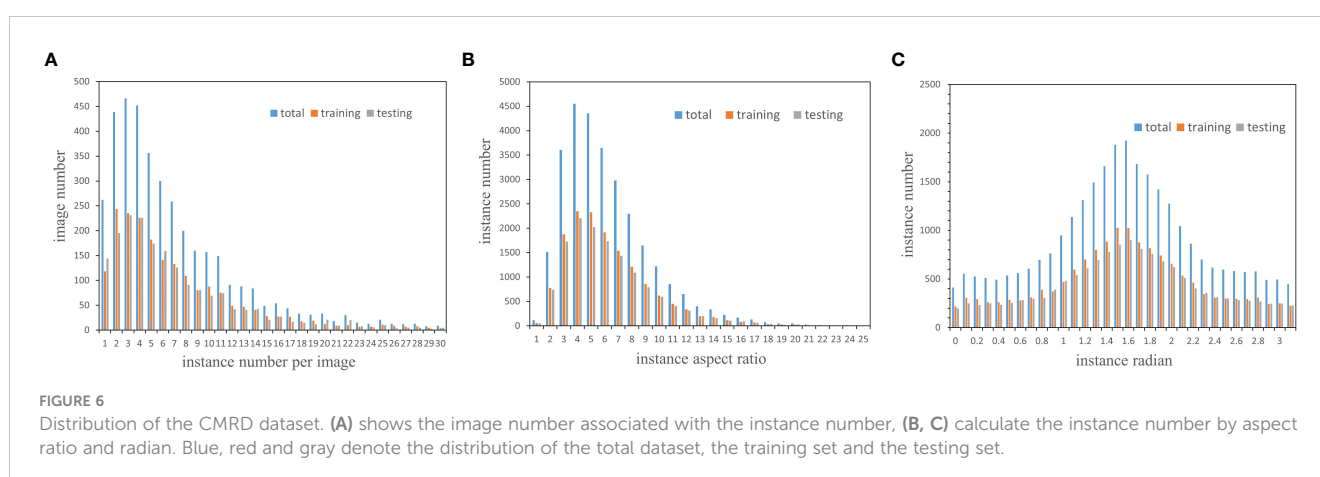 A
500
450
400
350
300
250
200
150
100
50
0
image number
total training testing
1 2 3 4 5 6 7 8 9 10 11 12 13 14 15 16 17 18 19 20 21 22 23 24 25 26 27 28 29 30
instance number per image
B
5000
4500
4000
3500
3000
2500
2000
1500
1000
500
0
instance number
total training testing
1 2 3 4 5 6 7 8 9 10 11 12 13 14 15 16 17 18 19 20 21 22 23 24 25
instance aspect ratio
C
2500
2000
1500
1000
500
0
instance number
total training testing
0 0.2 0.4 0.6 0.8 1 1.2 1.4 1.6 1.8 2 2.2 2.4 2.6 2.8 3
instance radian
FIGURE 6
Distribution of the CMRD dataset. (A) shows the image number associated with the instance number, (B, C) calculate the instance number by aspect
ratio and radian. Blue, red and gray denote the distribution of the total dataset, the training set and the testing set.